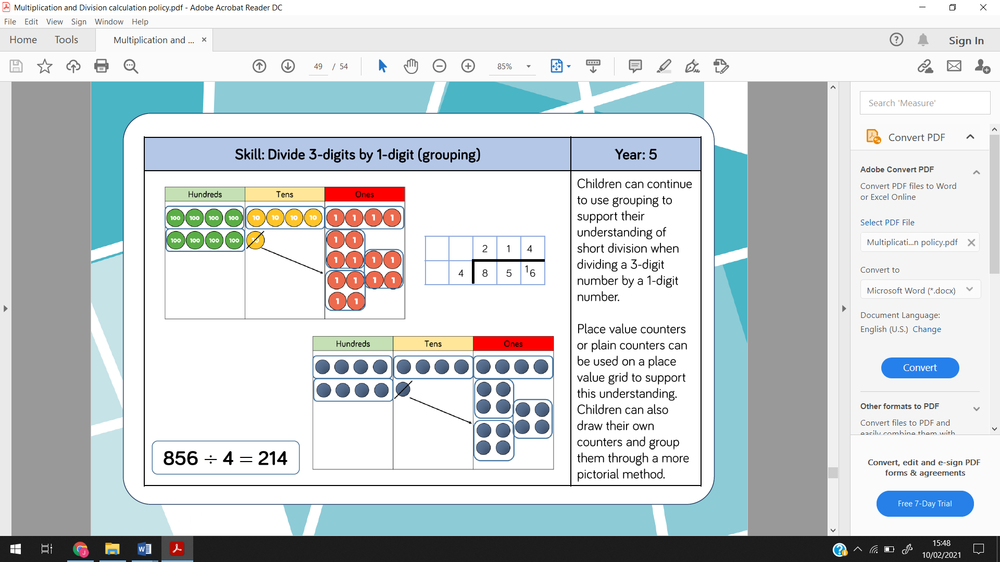 Multiplication and Division calculation policy.pdf - Adobe Acrobat Reader DC
File Edit View Sign Window Help
Home Tools Multiplication and ... × Sign In
49 / 54 85%
Skill: Divide 3-digits by 1-digit (grouping)
Year: 5
Hundreds Tens Ones
100 100 100 100 10 10 10 10 1 1 1 1
100 100 100 100 10 1 1
1 1 1 1
1 1 1 1
1 1
2 1 4
4 8 5 16
Hundreds Tens Ones
856 ÷ 4 = 214
Children can continue
to use grouping to
support their
understanding of
short division when
dividing a 3-digit
number by a 1-digit
number.
Place value counters
or plain counters can
be used on a place
value grid to support
this understanding.
Children can also
draw their own
counters and group
them through a more
pictorial method.
Search 'Measure'
Convert PDF
Adobe Convert PDF
Convert PDF files to Word
or Excel Online
Select PDF File
Multiplicati...n policy.pdf
Convert to
Microsoft Word (*.docx)
Document Language:
English (U.S.) Change
Convert
Other formats to PDF
Convert files to PDF and
easily combine them with
Convert, edit and e-sign PDF
forms & agreements
Free 7-Day Trial
15:48
10/02/2021